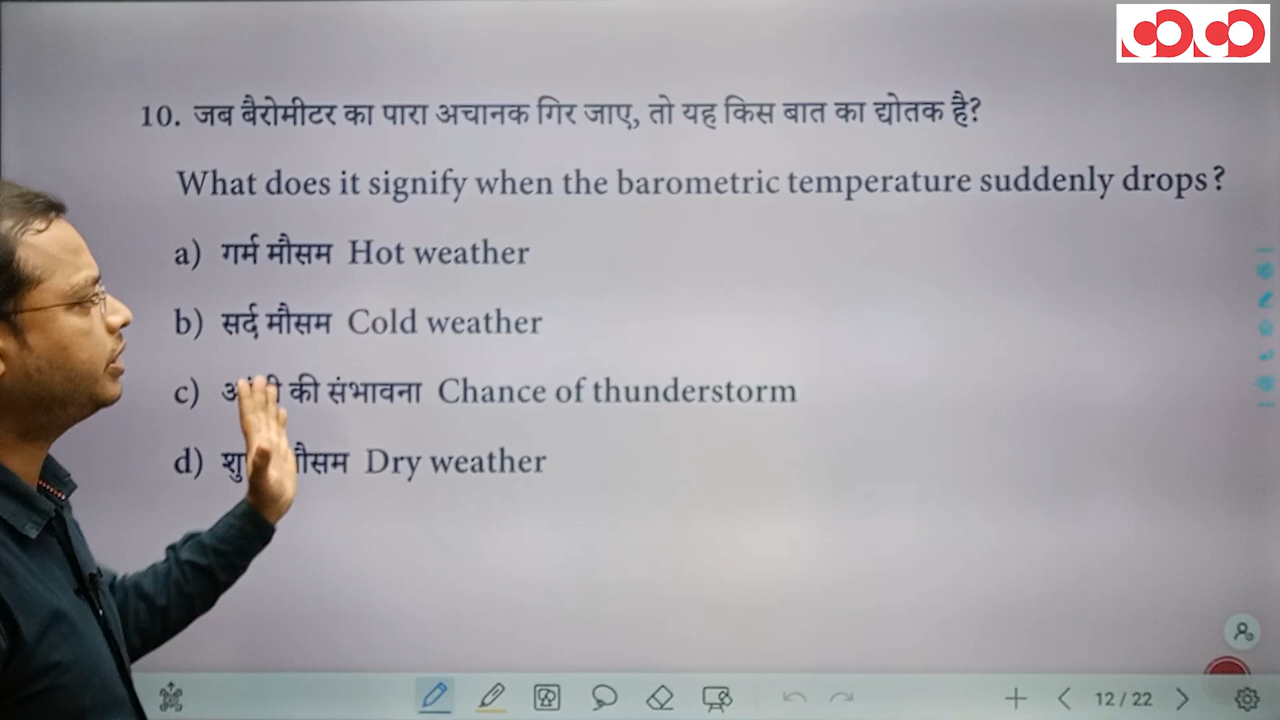 10. जब बैरोमीटर का पारा अचानक गिर जाए, तो यह किस बात का द्योतक है?
What does it signify when the barometric temperature suddenly drops?
a) गर्म मौसम Hot weather
b) सर्द मौसम Cold weather
c) की संभावना Chance of thunderstorm
d) Dry weather
12 / 22